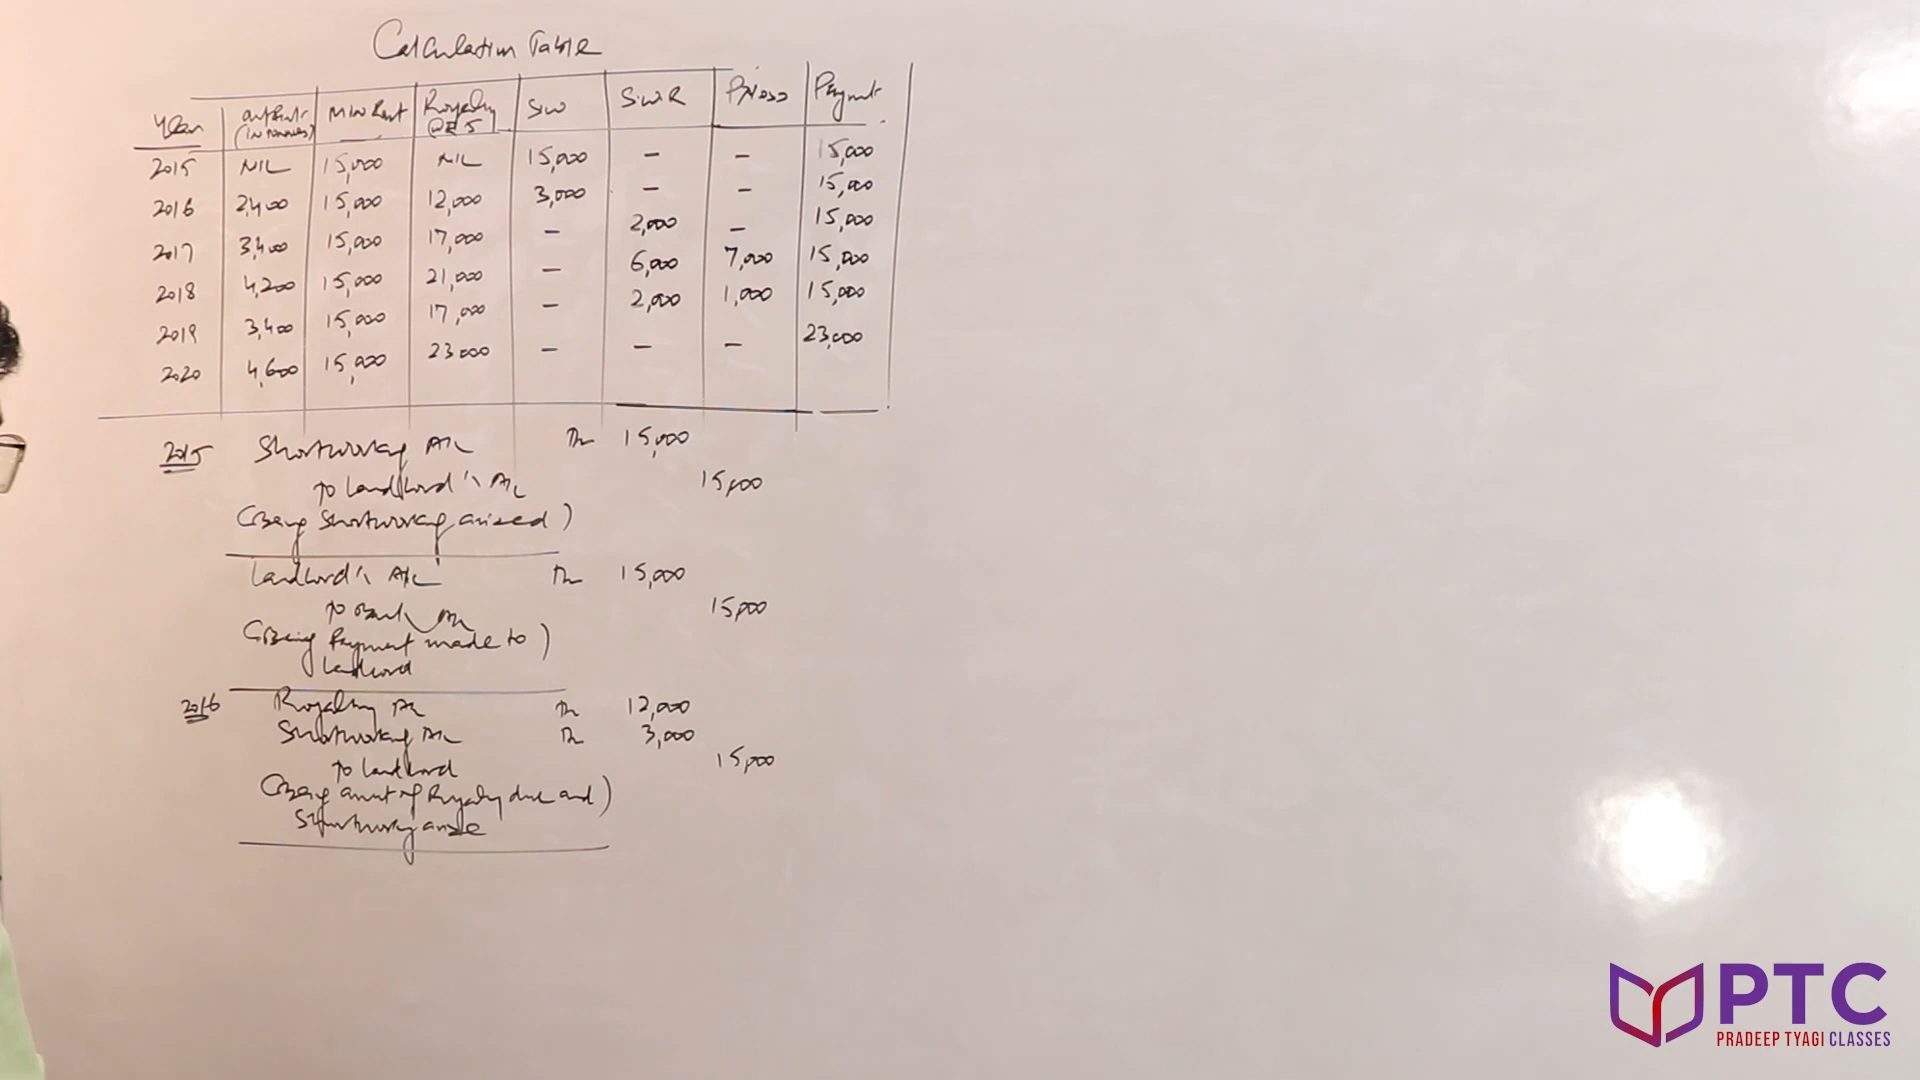 Calculation Table
Year output (in tonnes) Min Rent Royalty @ ₹ 5 SW SWR P/L Payment
2015 NIL 15,000 NIL 15,000 — — 15,000
2016 2,400 15,000 12,000 3,000 — — 15,000
2017 3,400 15,000 17,000 — 2,000 — 15,000
2018 4,200 15,000 21,000 — 6,000 7,000 15,000
2019 3,400 15,000 17,000 — 2,000 1,000 15,000
2020 4,600 15,000 23000 — — — 23,000
2015 Shortworking A/c Dr 15,000
To Landlord's A/c 15,000
(Being Shortworking arised)
Landlord's A/c Dr 15,000
To Bank A/c 15,000
(Being Payment made to)
landlord
2016 Royalty A/c Dr 12,000
Shortworking A/c Dr 3,000
To landlord 15,000
(Being amt of Royalty due and)
Shortworking arise
PTC
PRADEEP TYAGI CLASSES